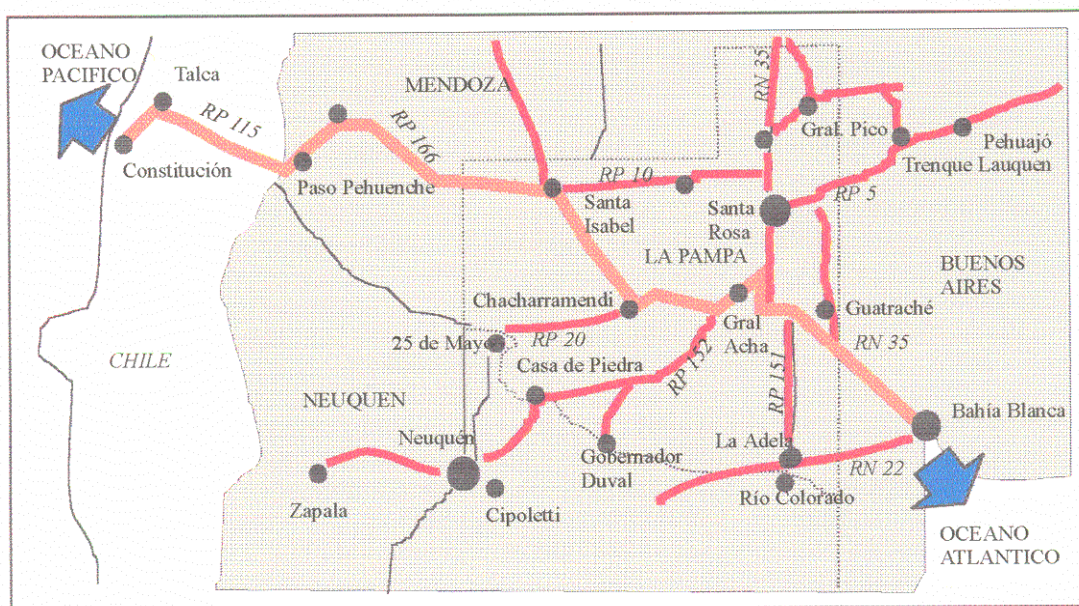 OCEANO
PACIFICO
Talca
RP 115
Constitución
MENDOZA
RP 166
Paso Pehuenche
RN 35
Gral. Pico
Pehuajó
Trenque Lauquen
RP 10
RP 5
Santa
Isabel
Santa
Rosa
LA PAMPA
BUENOS
AIRES
Chacharramendi
Gral
Acha
Guatraché
CHILE
25 de Mayo
RP 20
RP 152
RN 35
Casa de Piedra
RP 151
NEUQUEN
Neuquén
Bahía Blanca
La Adela
Gobernador
Duval
RN 22
Zapala
Cipoletti
Río Colorado
OCEANO
ATLANTICO